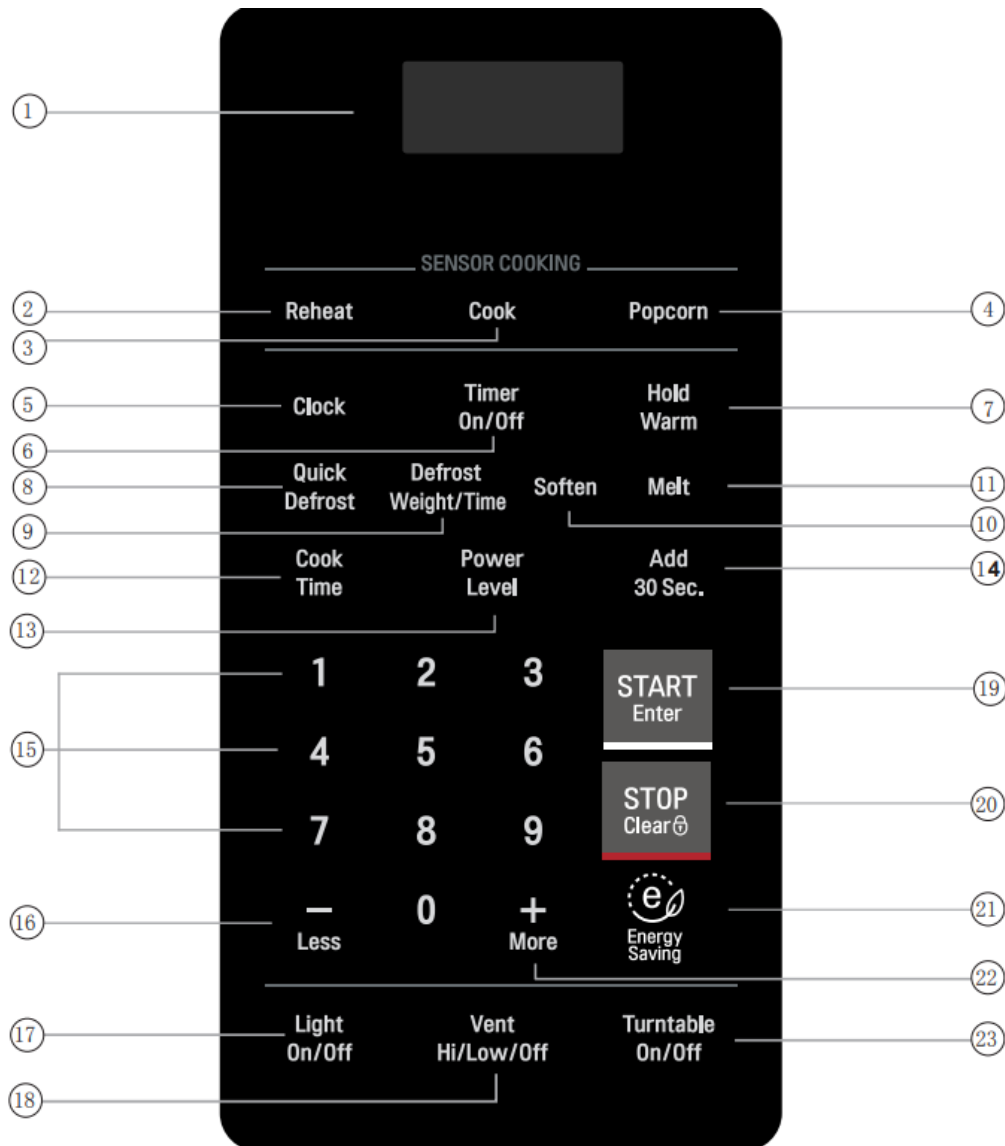 1
SENSOR COOKING
2 Reheat Cook Popcorn 4
3
5 Clock Timer On/Off Hold Warm 7
6
8 Quick Defrost Defrost Weight/Time Soften Melt 11
9 10
12 Cook Time Power Level Add 30 Sec. 14
13
1 2 3 START Enter 19
15 4 5 6
STOP Clear 20
7 8 9
16 − Less 0 + More e Energy Saving 21
22
17 Light On/Off Vent Hi/Low/Off Turntable On/Off 23
18